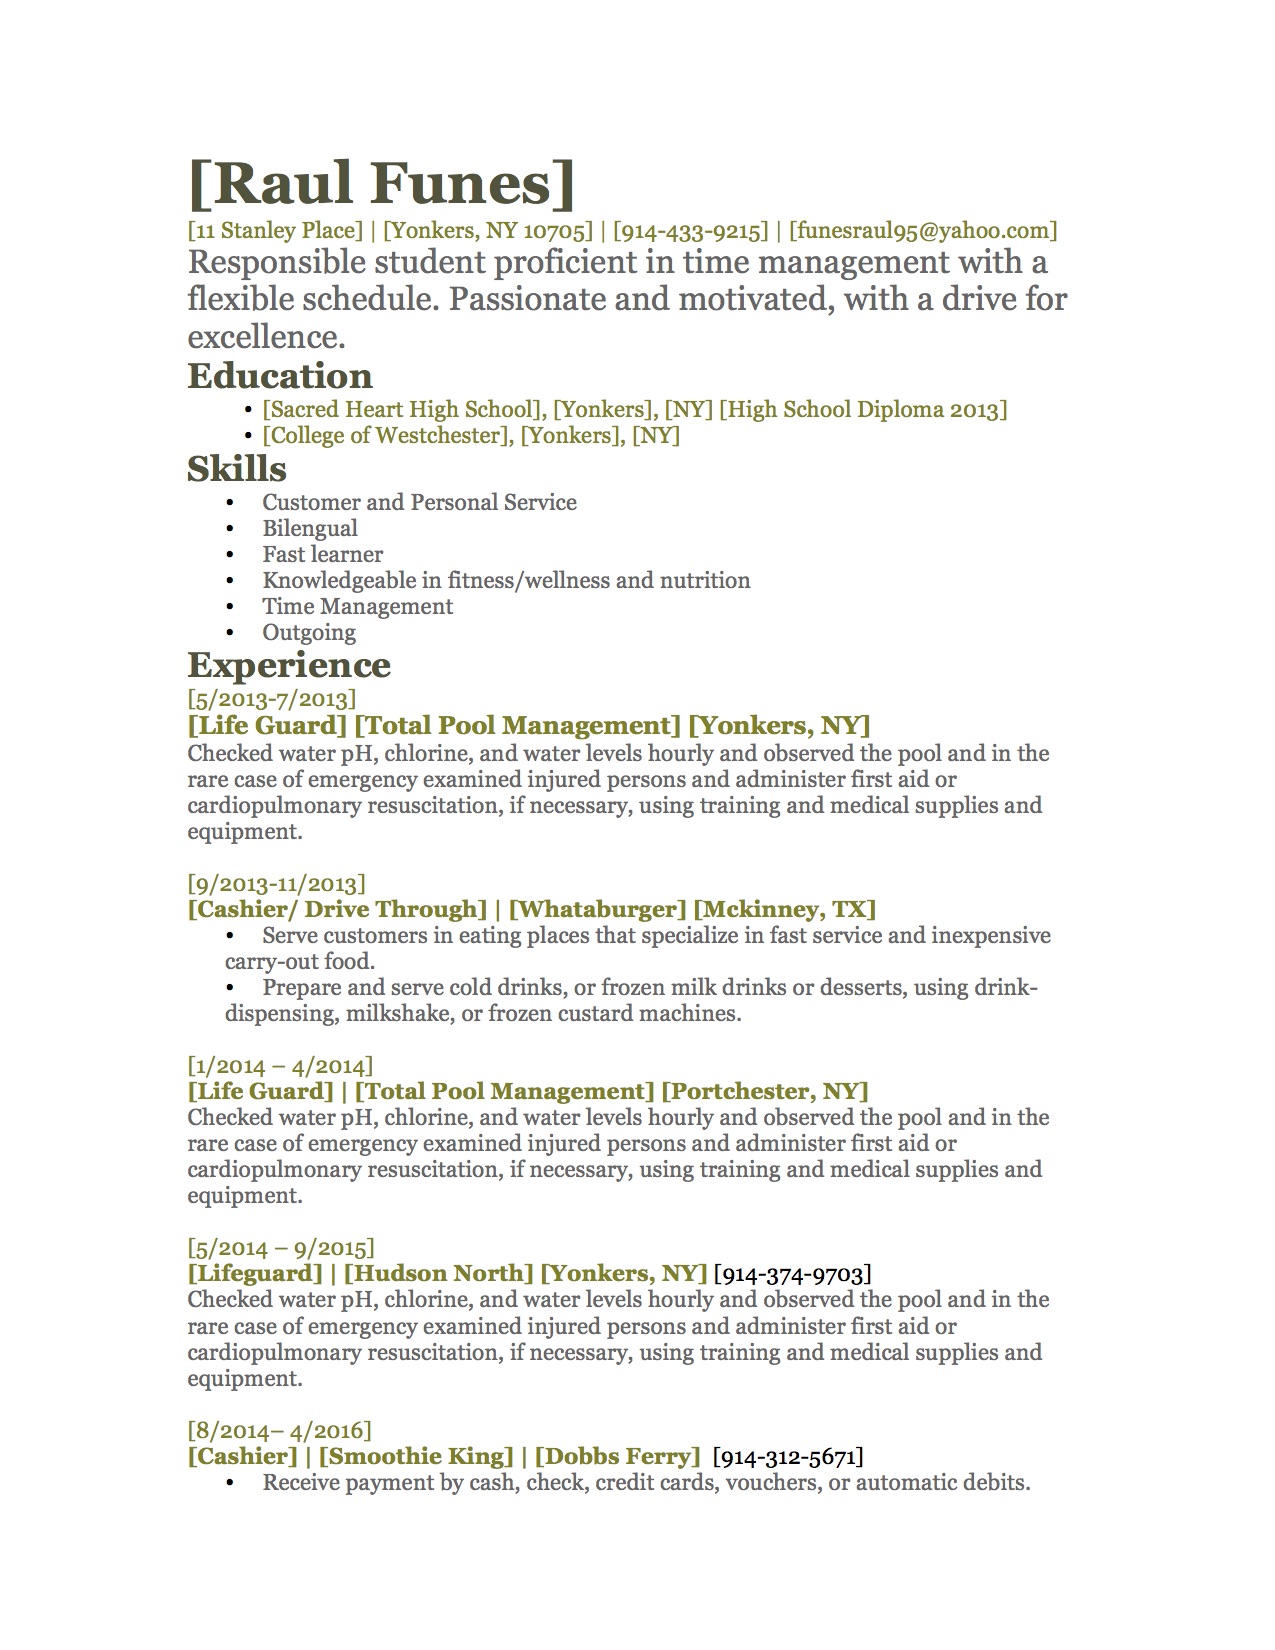 [Raul Funes]
[11 Stanley Place] | [Yonkers, NY 10705] | [914-433-9215] | [funesraul95@yahoo.com]
Responsible student proficient in time management with a
flexible schedule. Passionate and motivated, with a drive for
excellence.
Education
• [Sacred Heart High School], [Yonkers], [NY] [High School Diploma 2013]
• [College of Westchester], [Yonkers], [NY]
Skills
• Customer and Personal Service
• Bilengual
• Fast learner
• Knowledgeable in fitness/wellness and nutrition
• Time Management
• Outgoing
Experience
[5/2013-7/2013]
[Life Guard] [Total Pool Management] [Yonkers, NY]
Checked water pH, chlorine, and water levels hourly and observed the pool and in the
rare case of emergency examined injured persons and administer first aid or
cardiopulmonary resuscitation, if necessary, using training and medical supplies and
equipment.
[9/2013-11/2013]
[Cashier/ Drive Through] | [Whataburger] [Mckinney, TX]
• Serve customers in eating places that specialize in fast service and inexpensive
carry-out food.
• Prepare and serve cold drinks, or frozen milk drinks or desserts, using drink-
dispensing, milkshake, or frozen custard machines.
[1/2014 – 4/2014]
[Life Guard] | [Total Pool Management] [Portchester, NY]
Checked water pH, chlorine, and water levels hourly and observed the pool and in the
rare case of emergency examined injured persons and administer first aid or
cardiopulmonary resuscitation, if necessary, using training and medical supplies and
equipment.
[5/2014 – 9/2015]
[Lifeguard] | [Hudson North] [Yonkers, NY] [914-374-9703]
Checked water pH, chlorine, and water levels hourly and observed the pool and in the
rare case of emergency examined injured persons and administer first aid or
cardiopulmonary resuscitation, if necessary, using training and medical supplies and
equipment.
[8/2014– 4/2016]
[Cashier] | [Smoothie King] | [Dobbs Ferry] [914-312-5671]
• Receive payment by cash, check, credit cards, vouchers, or automatic debits.